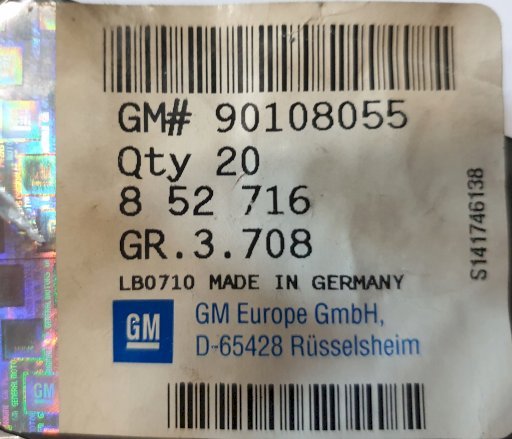 GM# 90108055
Qty 20
8 52 716
GR.3.708
LB0710 MADE IN GERMANY
GM
GM Europe GmbH,
D-65428 Rüsselsheim
S141746138
GM